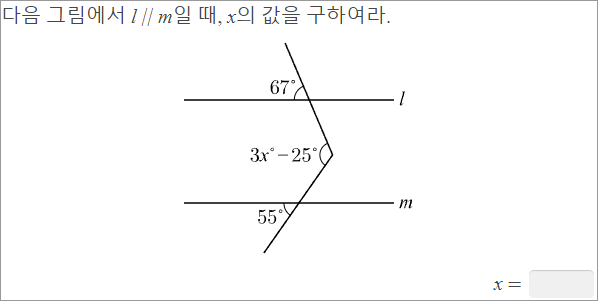 다음 그림에서 l // m일 때, x의 값을 구하여라.
67°
l
3x° − 25°
m
55°
x =